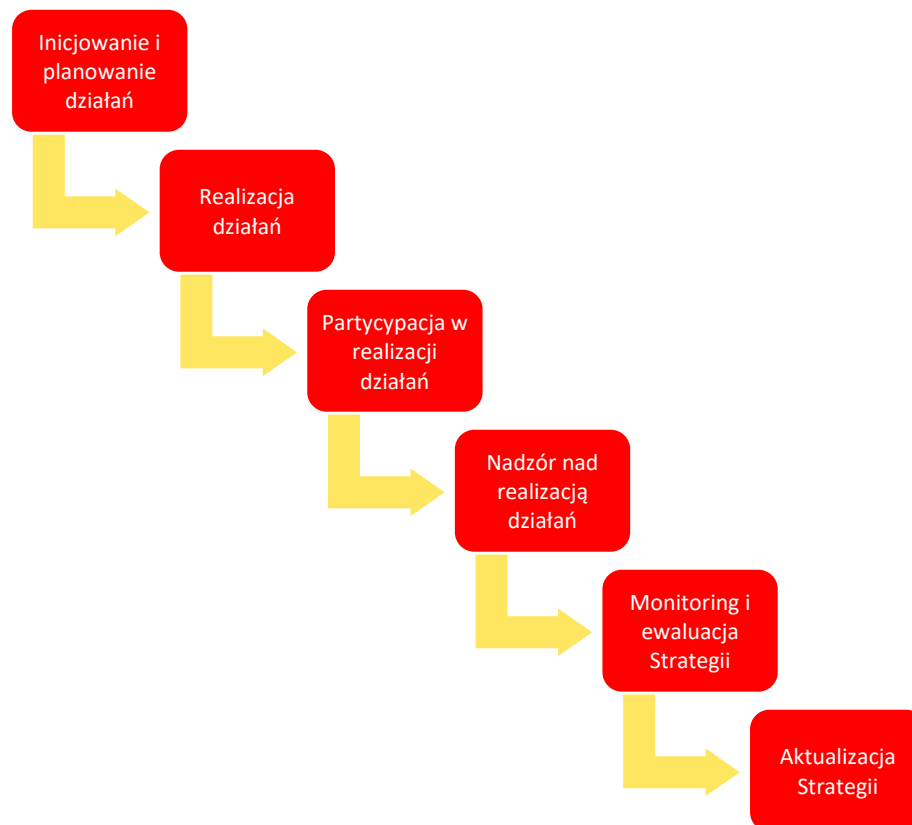 Inicjowanie i
planowanie
działań
Realizacja
działań
Partycypacja w
realizacji
działań
Nadzór nad
realizacją
działań
Monitoring i
ewaluacja
Strategii
Aktualizacja
Strategii